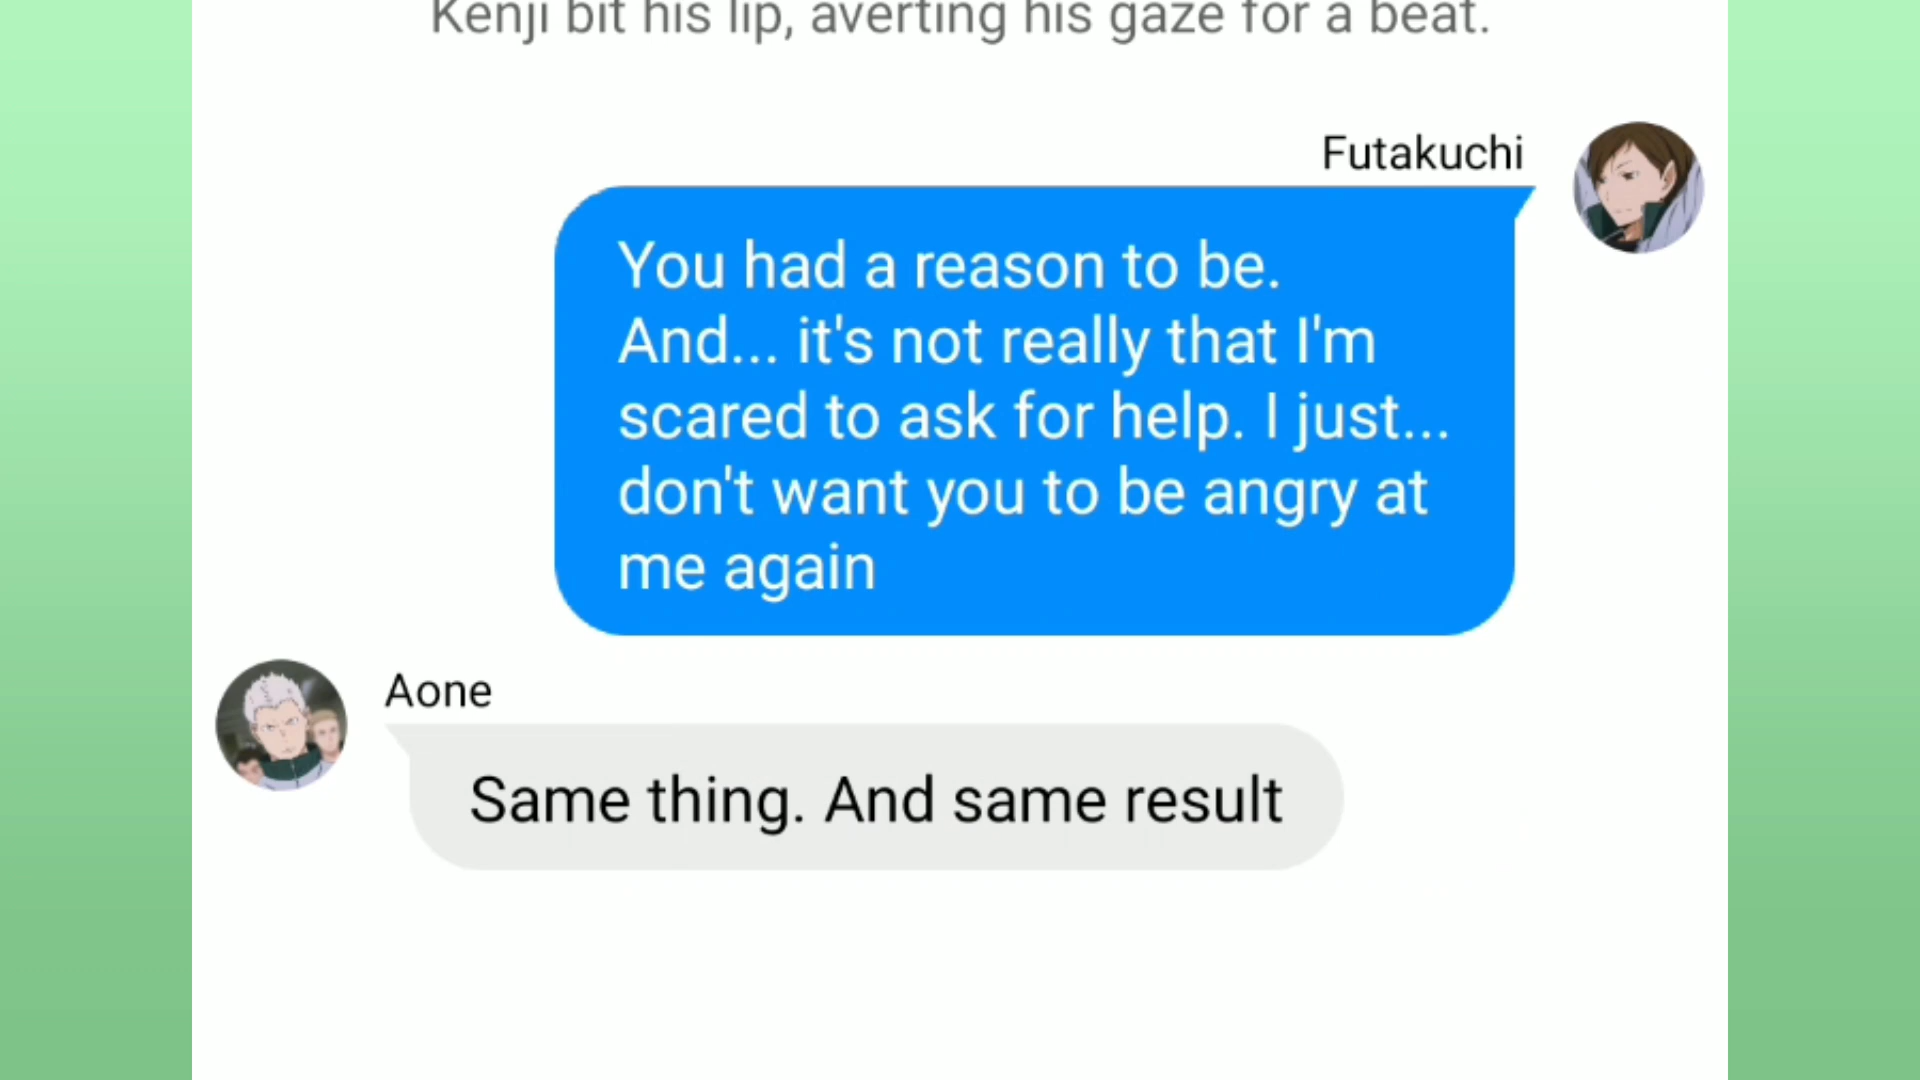 Kenji bit his lip, averting his gaze for a beat.
Futakuchi
You had a reason to be.
And... it's not really that I'm
scared to ask for help. I just...
don't want you to be angry at
me again
Aone
Same thing. And same result